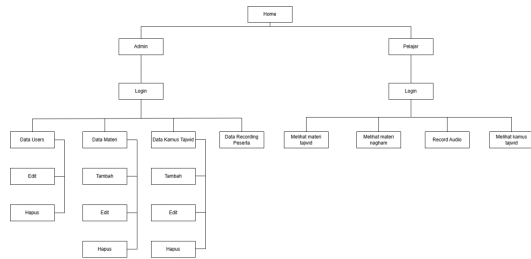 Home
Admin
Pelajar
Login
Login
Data Users
Data Materi
Data Kamus Tajwid
Data Recording
Peserta
Melihat materi
tajwid
Melihat materi
nagham
Record Audio
Melihat kamus
tajwid
Edit
Tambah
Tambah
Hapus
Edit
Edit
Hapus
Hapus